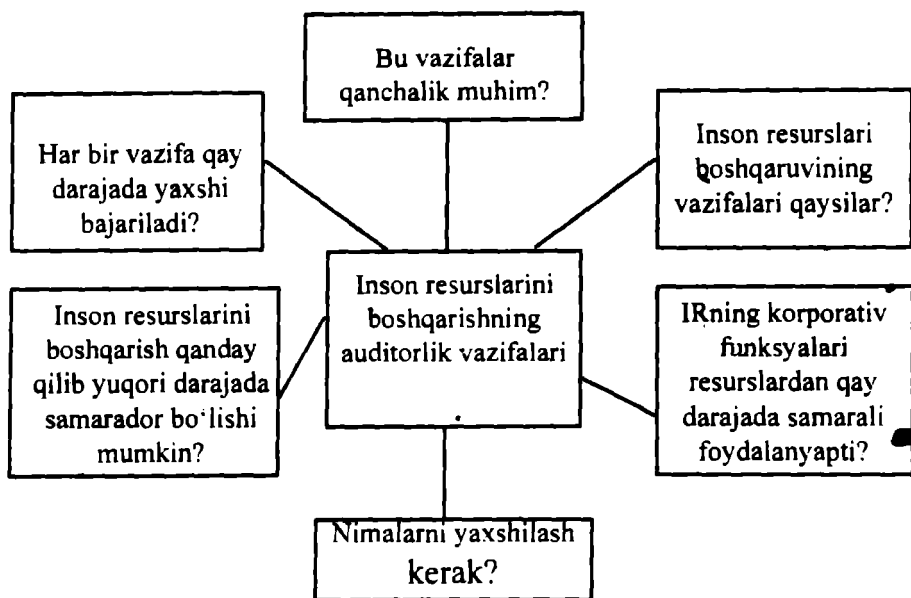 Bu vazifalar
qanchalik muhim?
Har bir vazifa qay
darajada yaxshi
bajariladi?
Inson resurslari
boshqaruvining
vazifalari qaysilar?
Inson resurslarini
boshqarishning
auditorlik vazifalari
Inson resurslarini
boshqarish qanday
qilib yuqori darajada
samarador bo‘lishi
mumkin?
IRning korporativ
funksyalari
resurslardan qay
darajada samarali
foydalanyapti?
Nimalarni yaxshilash
kerak?